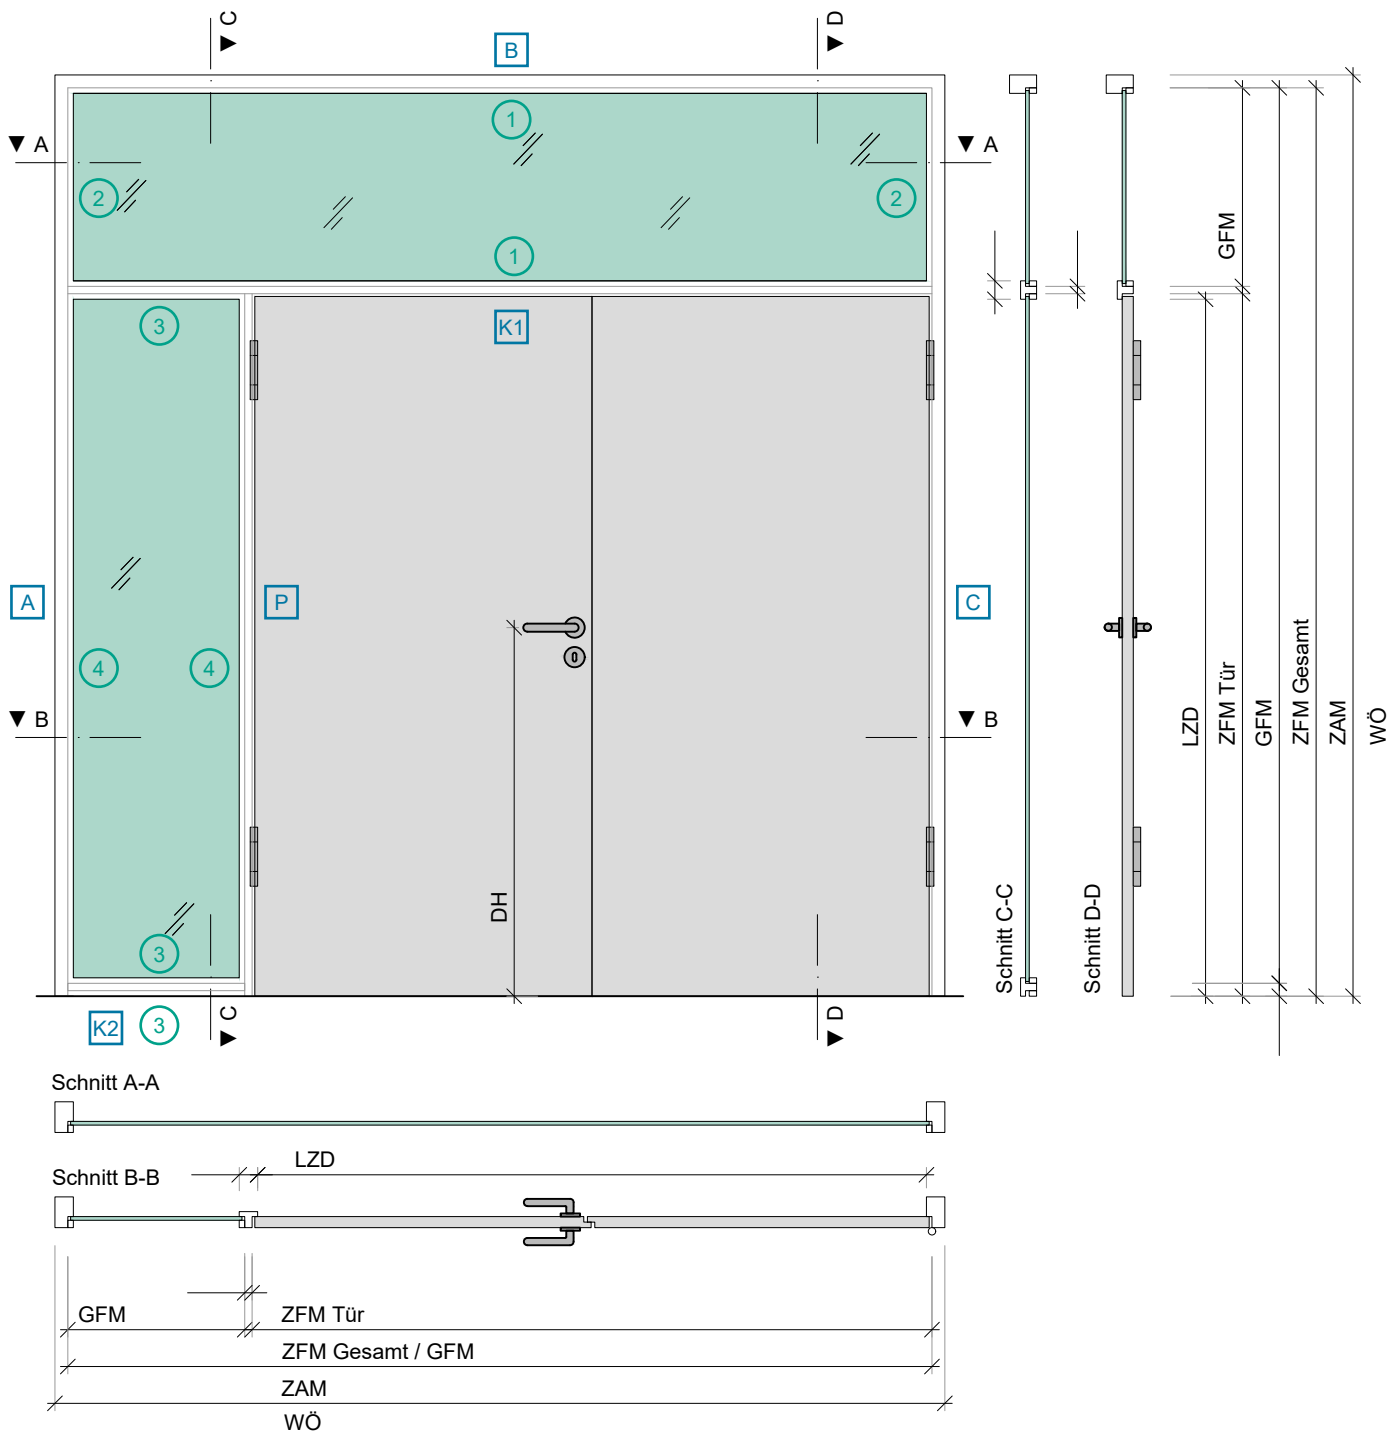 C
D
B
1
A
A
2
2
GFM
1
3
K1
A
P
C
4
4
B
B
LZD
ZFM Tür
GFM
ZFM Gesamt
ZAM
WÖ
DH
Schnitt C-C
Schnitt D-D
3
K2
3
C
D
Schnitt A-A
LZD
Schnitt B-B
GFM
ZFM Tür
ZFM Gesamt / GFM
ZAM
WÖ